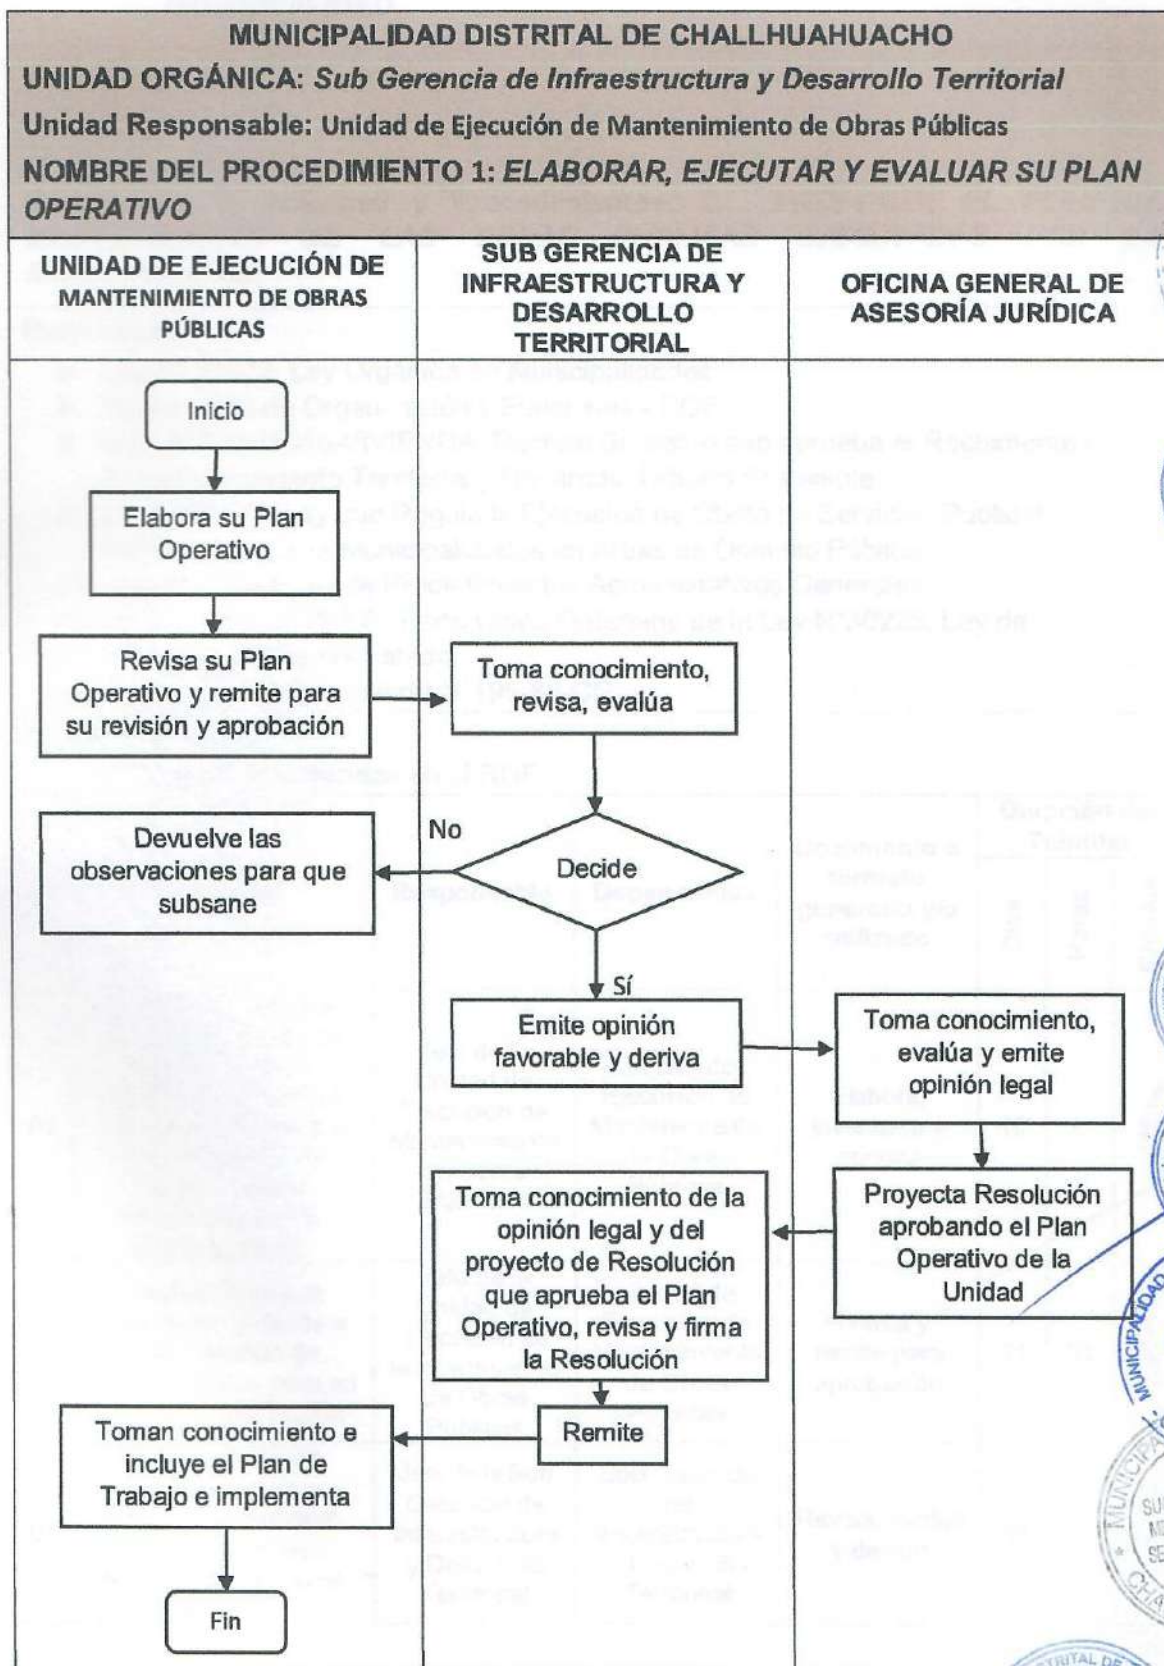 MUNICIPALIDAD DISTRITAL DE CHALLHUAHUACHO
UNIDAD ORGÁNICA: Sub Gerencia de Infraestructura y Desarrollo Territorial
Unidad Responsable: Unidad de Ejecución de Mantenimiento de Obras Públicas
NOMBRE DEL PROCEDIMIENTO 1: ELABORAR, EJECUTAR Y EVALUAR SU PLAN
OPERATIVO
UNIDAD DE EJECUCIÓN DE
MANTENIMIENTO DE OBRAS
PÚBLICAS
SUB GERENCIA DE
INFRAESTRUCTURA Y
DESARROLLO
TERRITORIAL
OFICINA GENERAL DE
ASESORÍA JURÍDICA
Inicio
Elabora su Plan
Operativo
Revisa su Plan
Operativo y remite para
su revisión y aprobación
Toma conocimiento,
revisa, evalúa
Decide
No
Devuelve las
observaciones para que
subsane
Sí
Emite opinión
favorable y deriva
Toma conocimiento,
evalúa y emite
opinión legal
Proyecta Resolución
aprobando el Plan
Operativo de la
Unidad
Toma conocimiento de la
opinión legal y del
proyecto de Resolución
que aprueba el Plan
Operativo, revisa y firma
la Resolución
Remite
Toman conocimiento e
incluye el Plan de
Trabajo e implementa
Fin
MUNICIPALIDAD